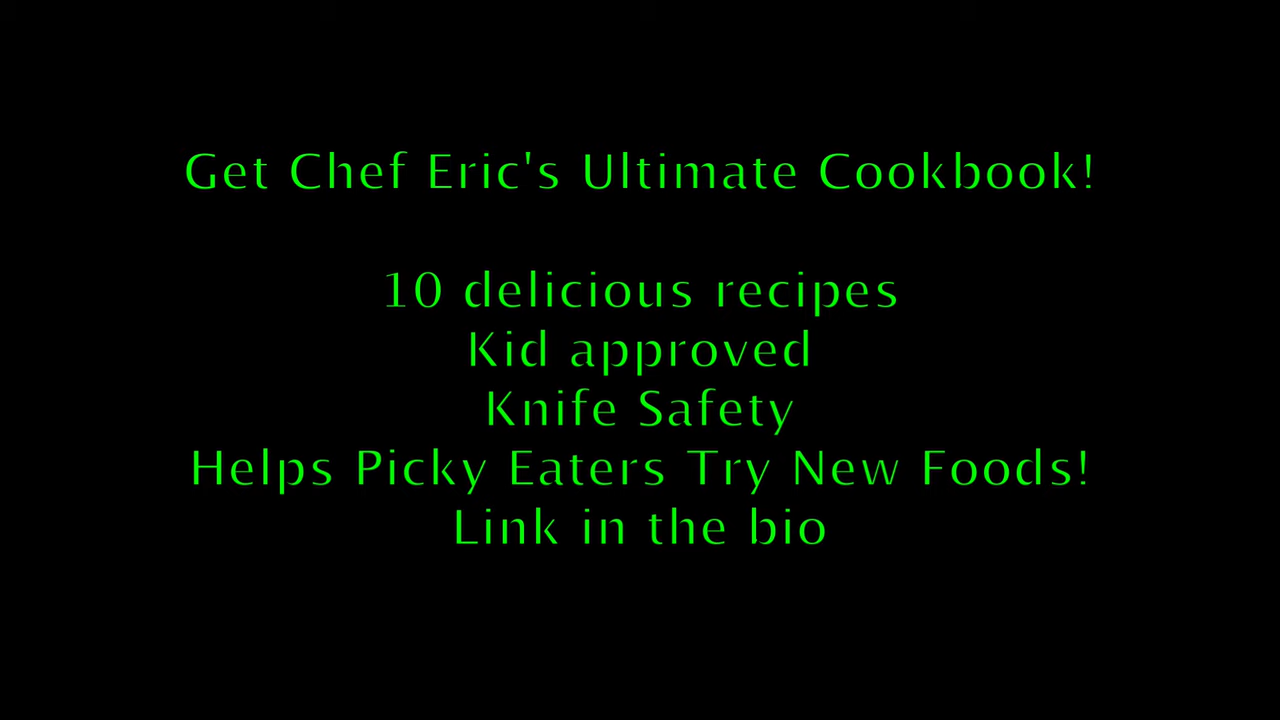 Get Chef Eric's Ultimate Cookbook!
10 delicious recipes
Kid approved
Knife Safety
Helps Picky Eaters Try New Foods!
Link in the bio